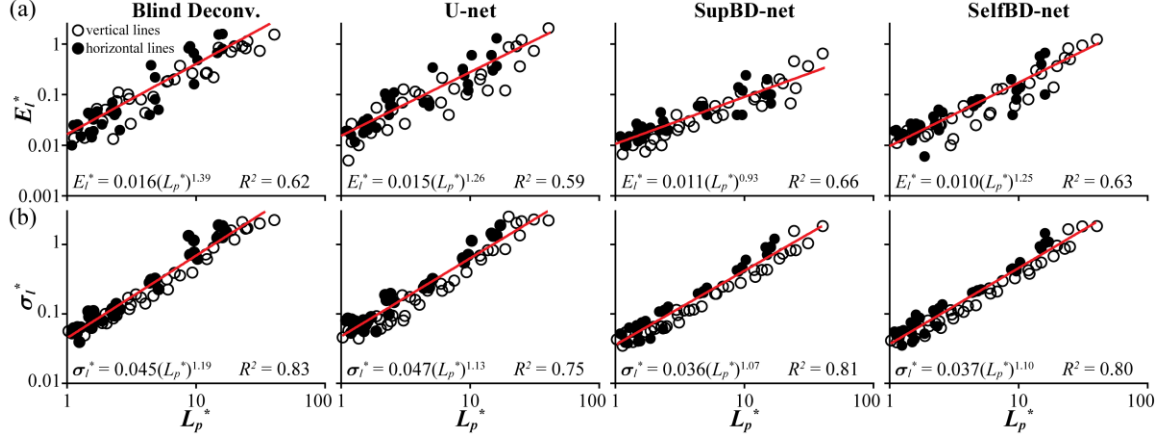 (a) Blind Deconv. U-net SupBD-net SelfBD-net
vertical lines
horizontal lines
E_l^*
1
0.1
0.01
0.001
E_l^* = 0.016(L_p^*)^1.39 R^2 = 0.62
E_l^* = 0.015(L_p^*)^1.26 R^2 = 0.59
E_l^* = 0.011(L_p^*)^0.93 R^2 = 0.66
E_l^* = 0.010(L_p^*)^1.25 R^2 = 0.63
(b)
σ_l^*
1
0.1
0.01
σ_l^* = 0.045(L_p^*)^1.19 R^2 = 0.83
σ_l^* = 0.047(L_p^*)^1.13 R^2 = 0.75
σ_l^* = 0.036(L_p^*)^1.07 R^2 = 0.81
σ_l^* = 0.037(L_p^*)^1.10 R^2 = 0.80
1 10 100 1 10 100 1 10 100 1 10 100
L_p^* L_p^* L_p^* L_p^*